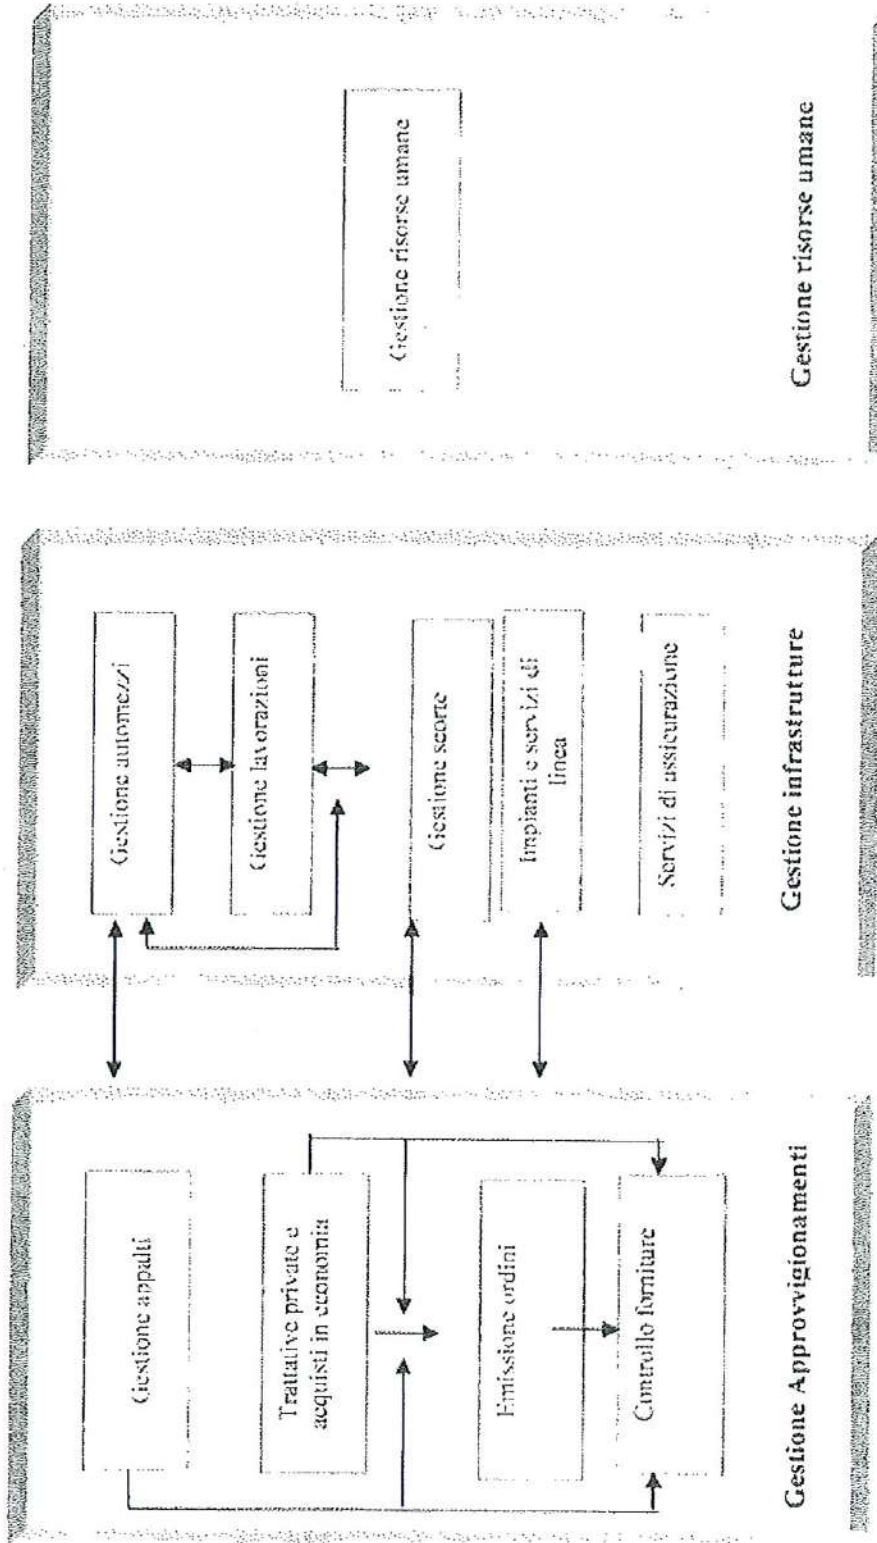 Gestione appalti
Trattative private e
acquisti in economia
Emissione ordini
Controllo forniture
Gestione Approvvigionamenti
Gestione automezzi
Gestione lavorazioni
Gestione scorte
Impianti e servizi di
linea
Servizi di assicurazione
Gestione infrastrutture
Gestione risorse umane
Gestione risorse umane